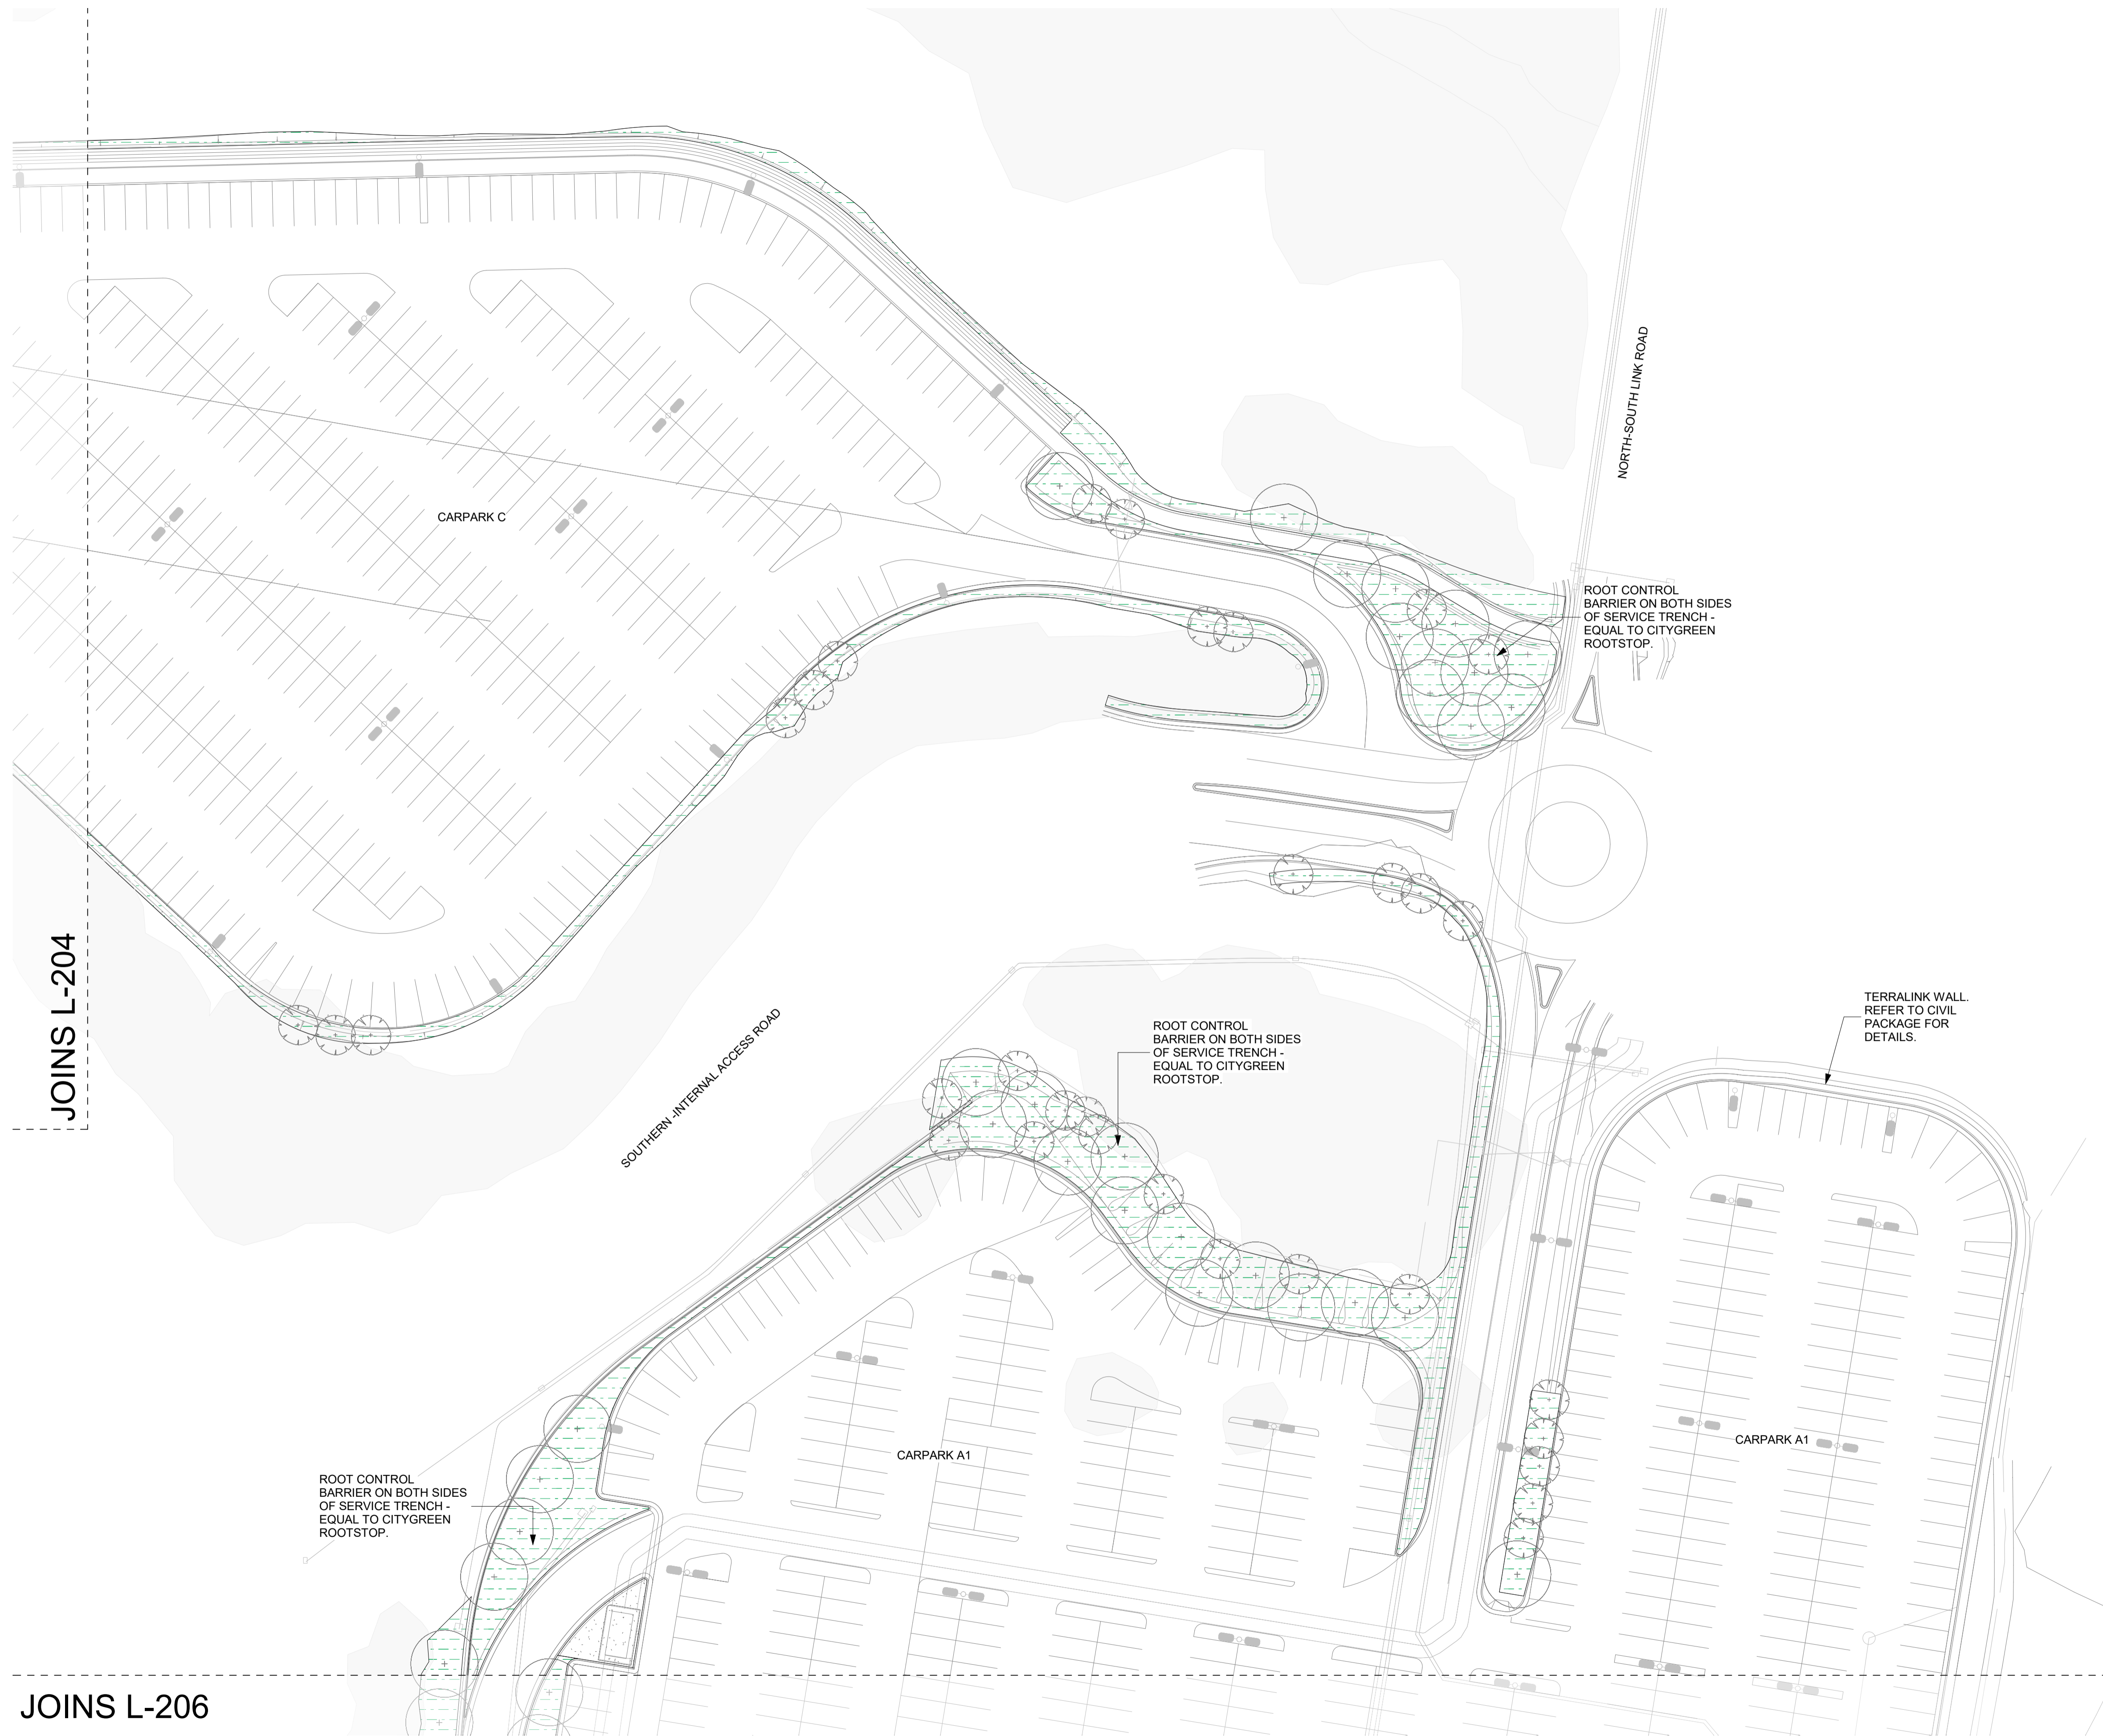 NORTH-SOUTH LINK ROAD
CARPARK C
ROOT CONTROL
BARRIER ON BOTH SIDES
OF SERVICE TRENCH -
EQUAL TO CITYGREEN
ROOTSTOP.
JOINS L-204
SOUTHERN -INTERNAL ACCESS ROAD
ROOT CONTROL
BARRIER ON BOTH SIDES
OF SERVICE TRENCH -
EQUAL TO CITYGREEN
ROOTSTOP.
TERRALINK WALL.
REFER TO CIVIL
PACKAGE FOR
DETAILS.
CARPARK A1
CARPARK A1
ROOT CONTROL
BARRIER ON BOTH SIDES
OF SERVICE TRENCH -
EQUAL TO CITYGREEN
ROOTSTOP.
JOINS L-206